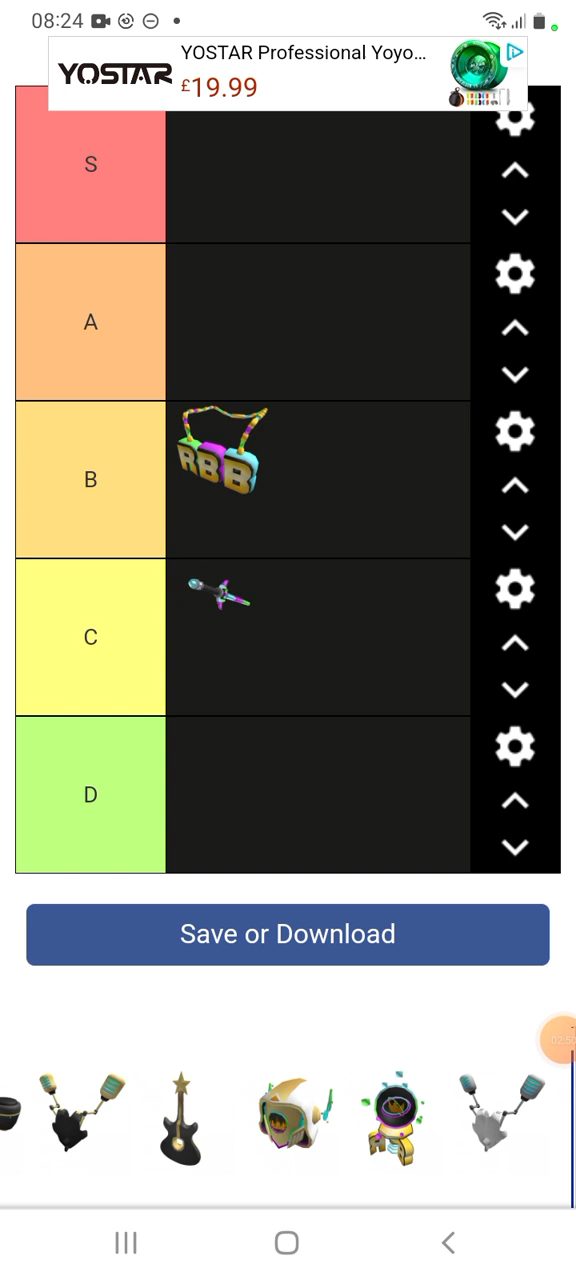 08:24
YOSTAR
YOSTAR Professional Yoyo...
£19.99
S
A
B
RBB
C
D
Save or Download